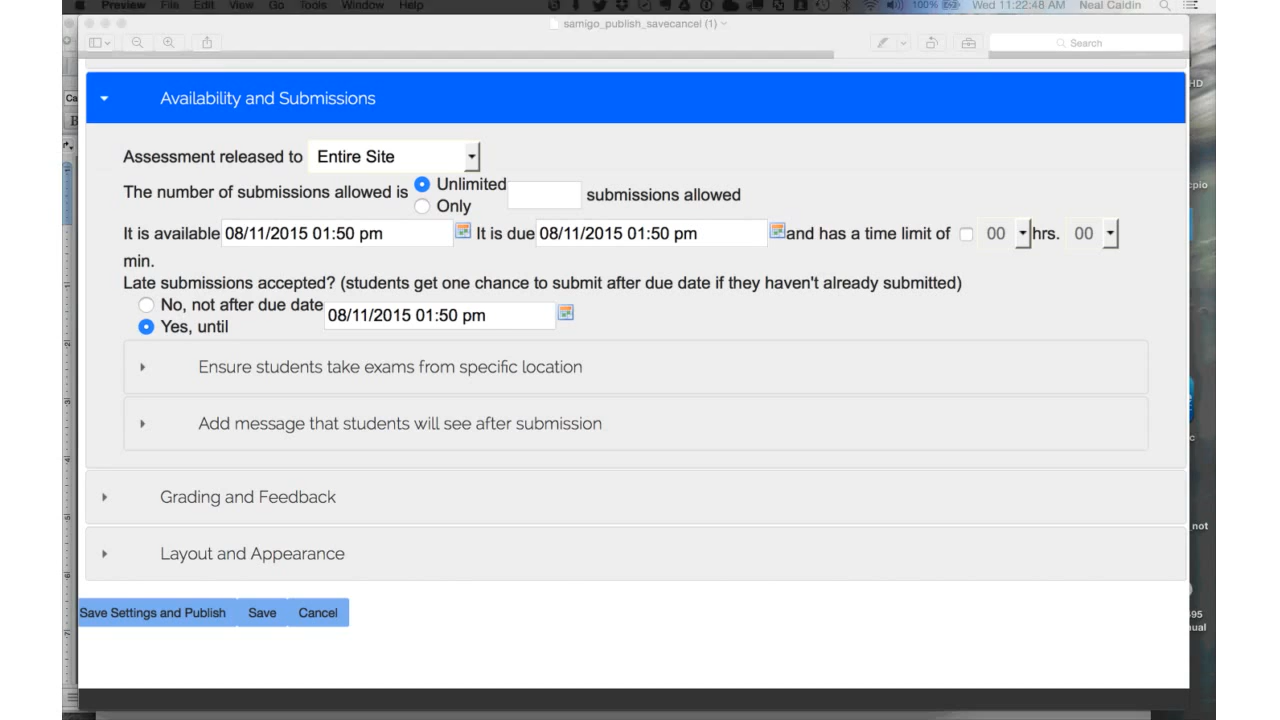 Preview File Edit View Go Tools Window Help 100% Wed 11:22:48 AM Neal Caldin
samigo_publish_savecancel (1)
Search
Availability and Submissions
Assessment released to Entire Site
The number of submissions allowed is Unlimited submissions allowed
Only
It is available 08/11/2015 01:50 pm It is due 08/11/2015 01:50 pm and has a time limit of 00 hrs. 00
min.
Late submissions accepted? (students get one chance to submit after due date if they haven't already submitted)
No, not after due date 08/11/2015 01:50 pm
Yes, until
Ensure students take exams from specific location
Add message that students will see after submission
Grading and Feedback
Layout and Appearance
Save Settings and Publish Save Cancel
HD
cpio
_not
495
nual